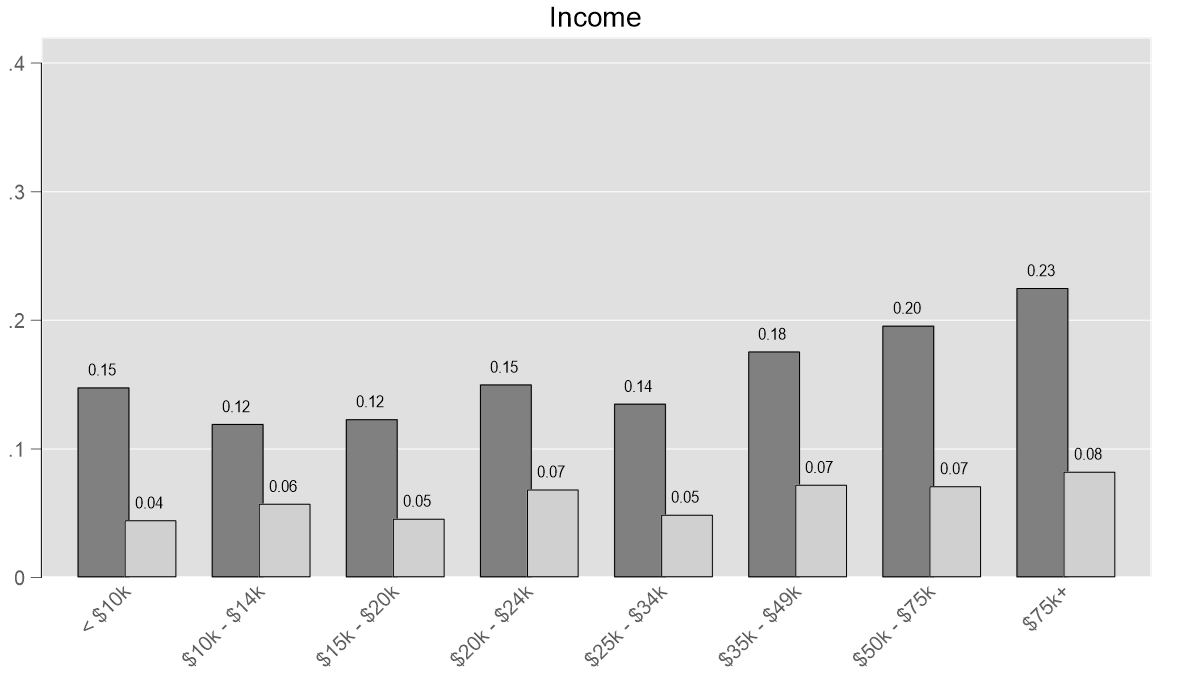 Income
.4
.3
.2
.1
0
0.15
0.04
0.12
0.06
0.12
0.05
0.15
0.07
0.14
0.05
0.18
0.07
0.20
0.07
0.23
0.08
< $10k
$10k - $14k
$15k - $20k
$20k - $24k
$25k - $34k
$35k - $49k
$50k - $75k
$75k+